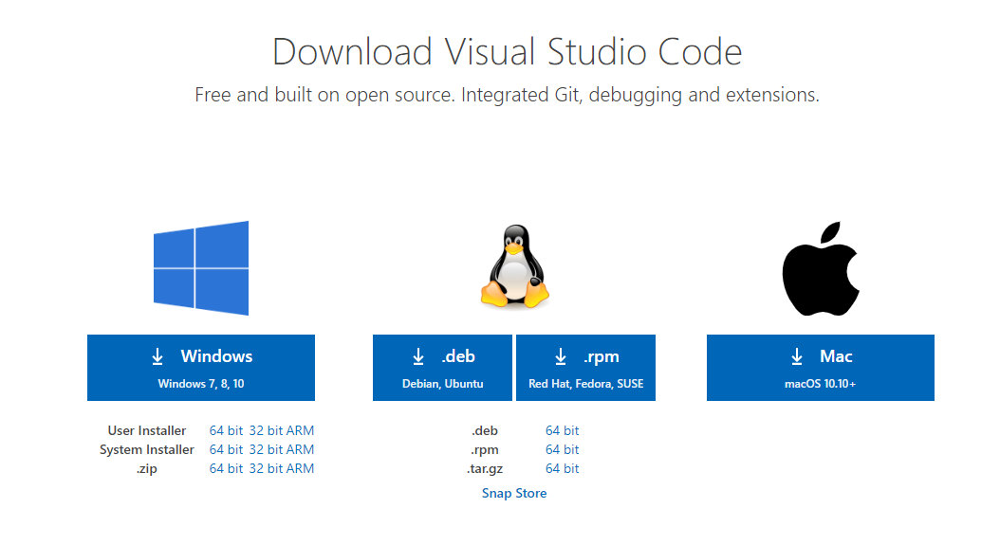 Download Visual Studio Code
Free and built on open source. Integrated Git, debugging and extensions.
Windows
Windows 7, 8, 10
User Installer 64 bit 32 bit ARM
System Installer 64 bit 32 bit ARM
.zip 64 bit 32 bit ARM
.deb
Debian, Ubuntu
.rpm
Red Hat, Fedora, SUSE
.deb 64 bit
.rpm 64 bit
.tar.gz 64 bit
Snap Store
Mac
macOS 10.10+